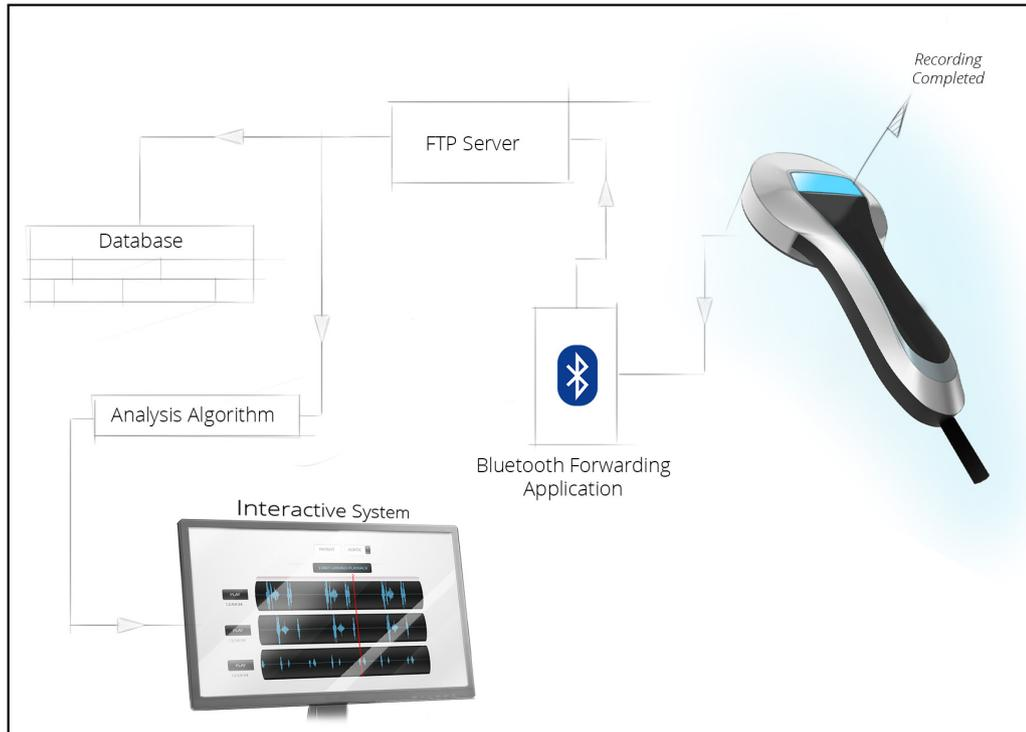 Recording
Completed
FTP Server
Database
Analysis Algorithm
Bluetooth Forwarding
Application
Interactive System
PLAY
PLAY
PLAY